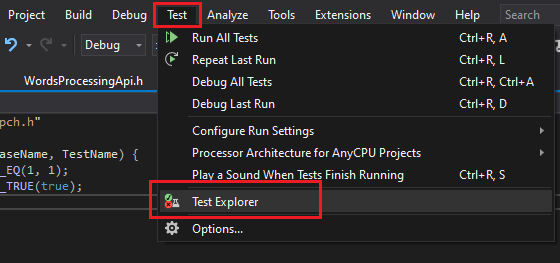 Project Build Debug Test Analyze Tools Extensions Window Help Search
Debug
WordsProcessingApi.h
pch.h"
aseName, TestName) {
_EQ(1, 1);
_TRUE(true);
Run All Tests Ctrl+R, A
Repeat Last Run Ctrl+R, L
Debug All Tests Ctrl+R, Ctrl+A
Debug Last Run Ctrl+R, D
Configure Run Settings
Processor Architecture for AnyCPU Projects
Play a Sound When Tests Finish Running Ctrl+R, S
Test Explorer
Options...